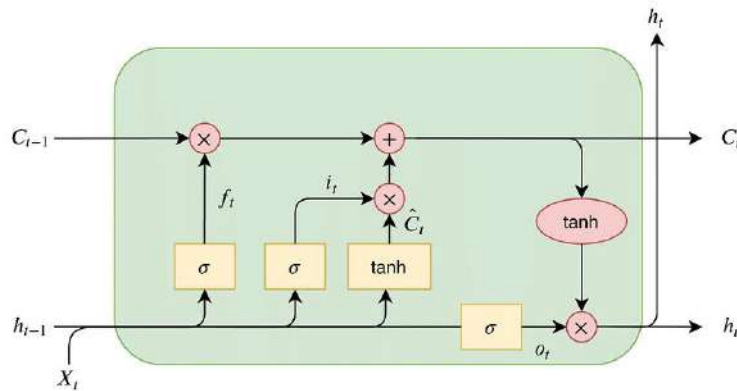 h_t
C_{t-1} × + C_t
f_t i_t ×
Ĉ_t tanh
σ σ tanh
h_{t-1} σ × h_t
o_t
X_t